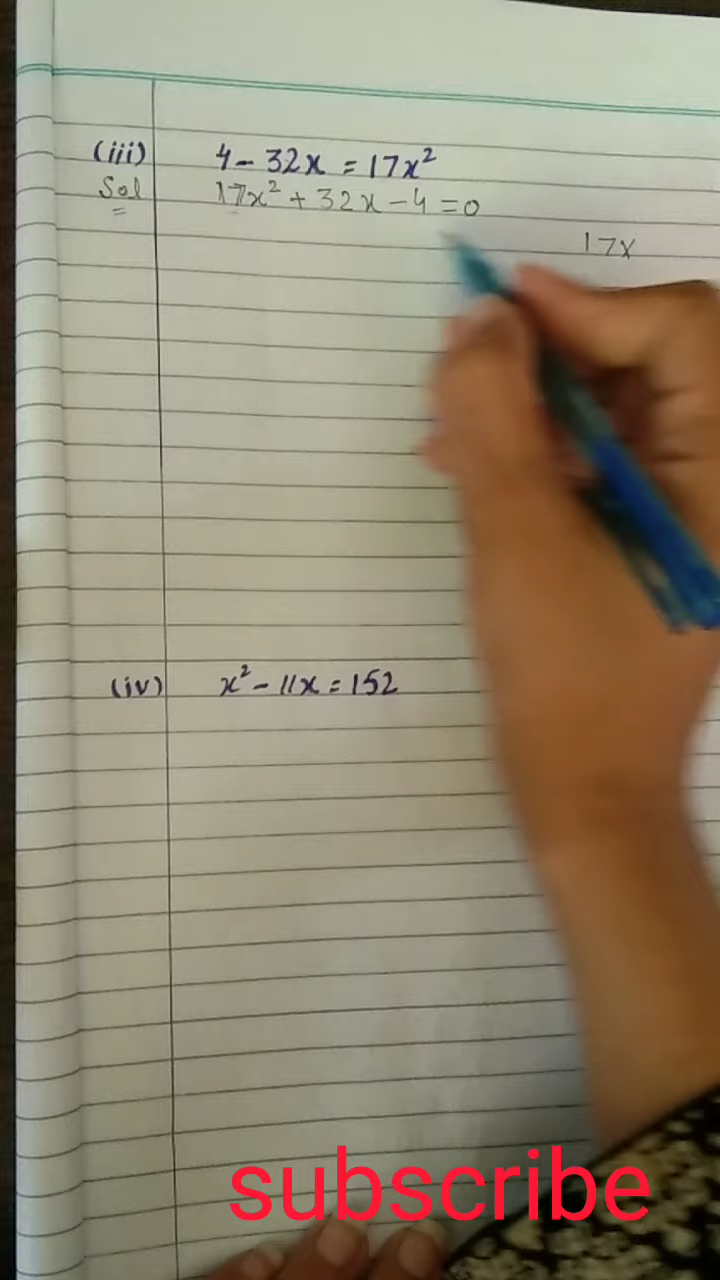 (iii) 4 - 32x = 17x²
Sol 17x² + 32x - 4 = 0
17x
(iv) x² - 11x = 152
subscribe